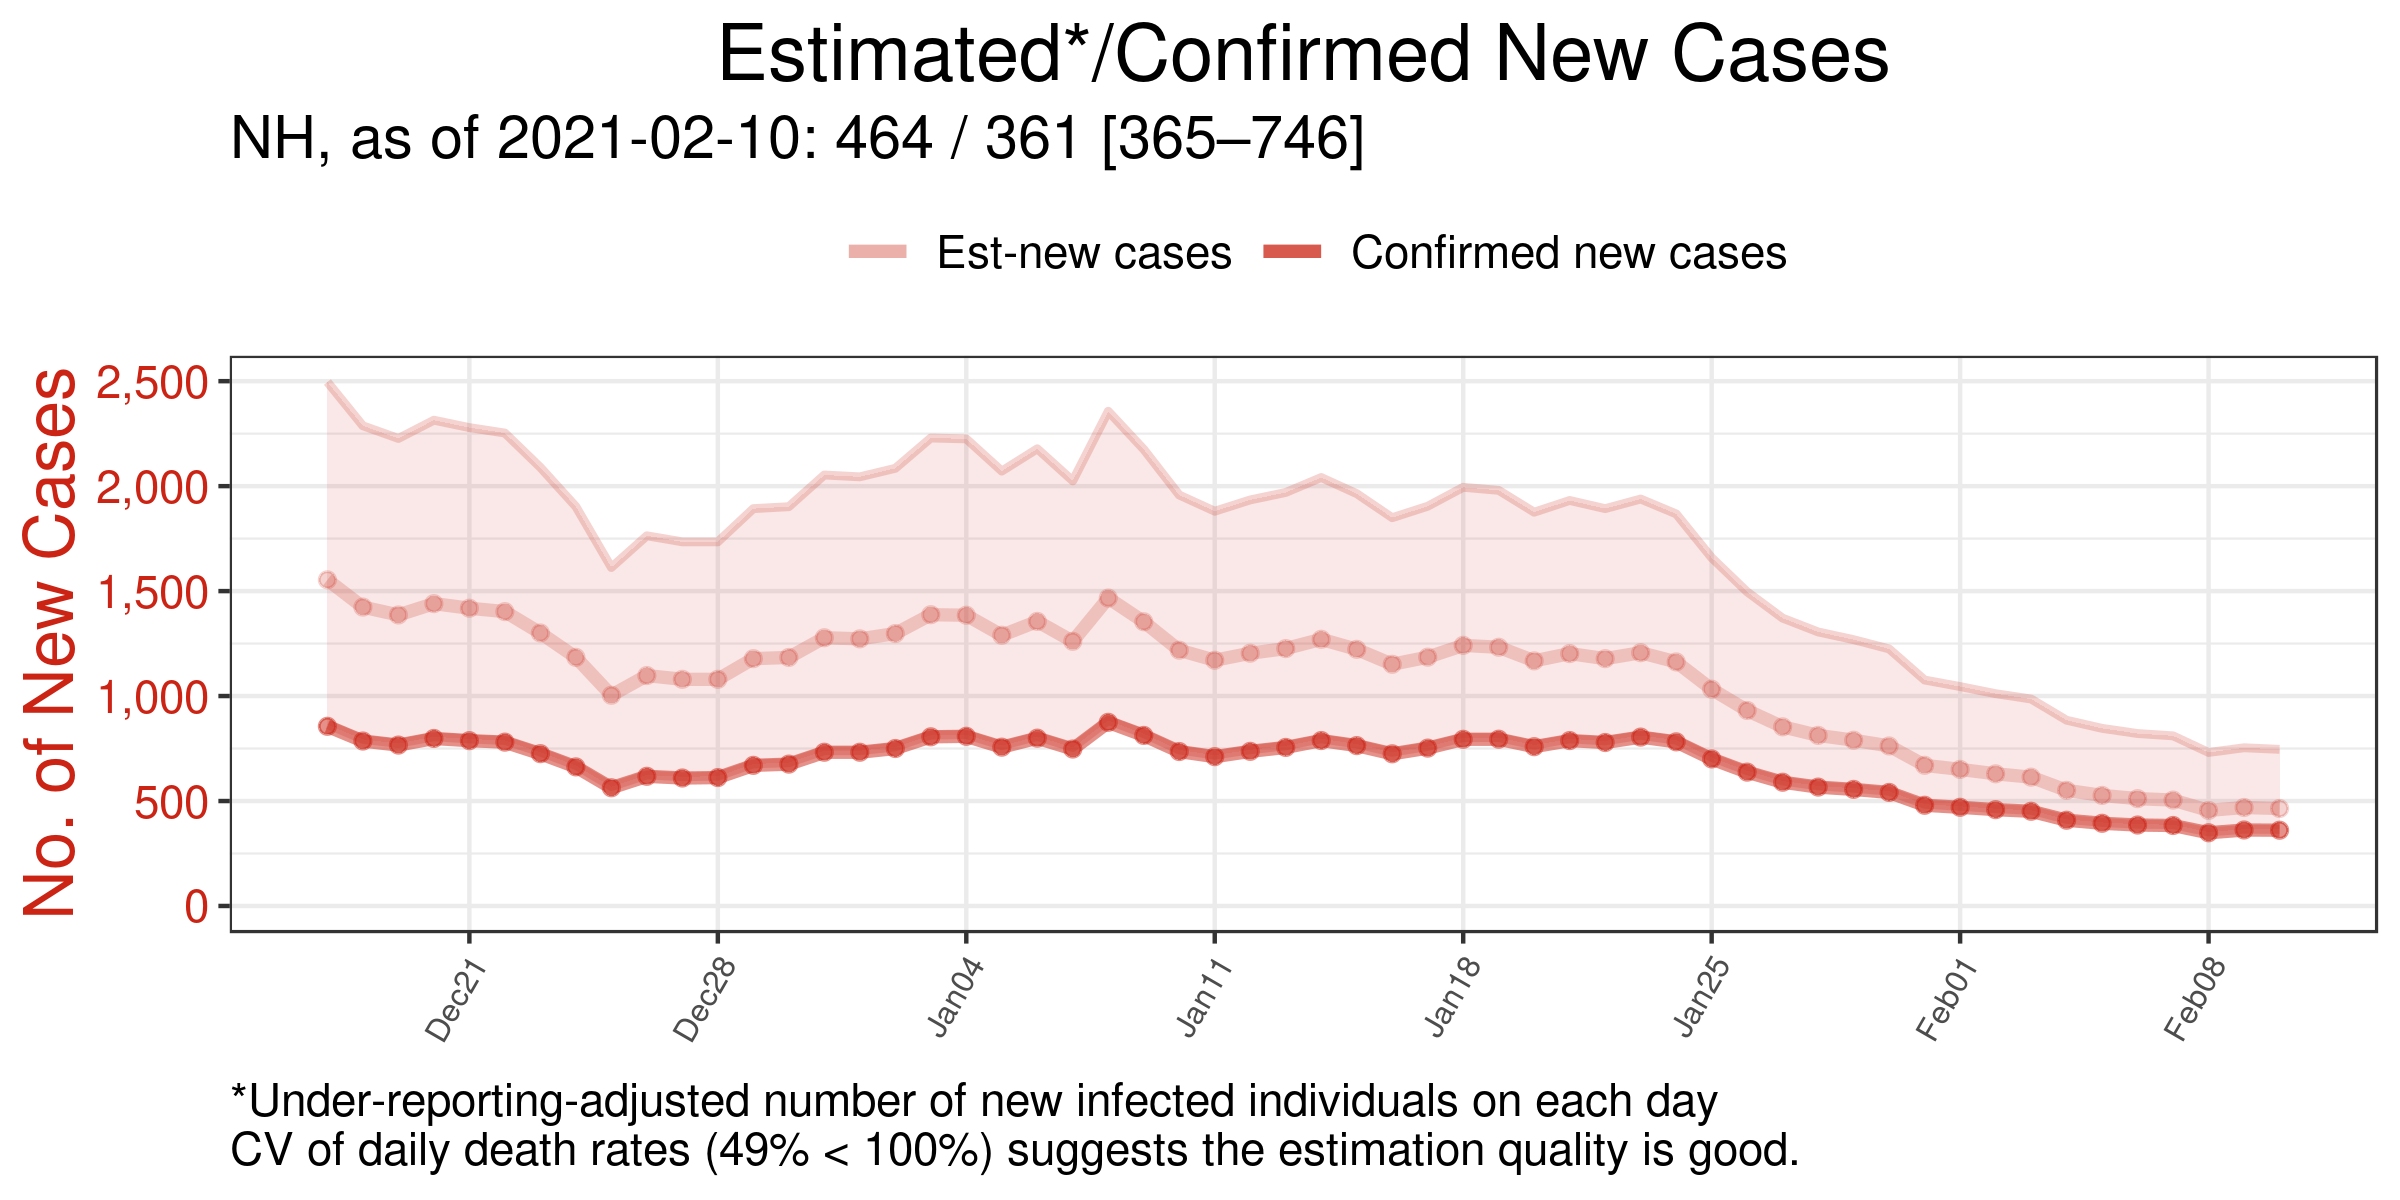 Estimated*/Confirmed New Cases
NH, as of 2021-02-10: 464 / 361 [365–746]
Est-new cases
Confirmed new cases
No. of New Cases
2,500
2,000
1,500
1,000
500
0
Dec21
Dec28
Jan04
Jan11
Jan18
Jan25
Feb01
Feb08
*Under-reporting-adjusted number of new infected individuals on each day
CV of daily death rates (49% < 100%) suggests the estimation quality is good.